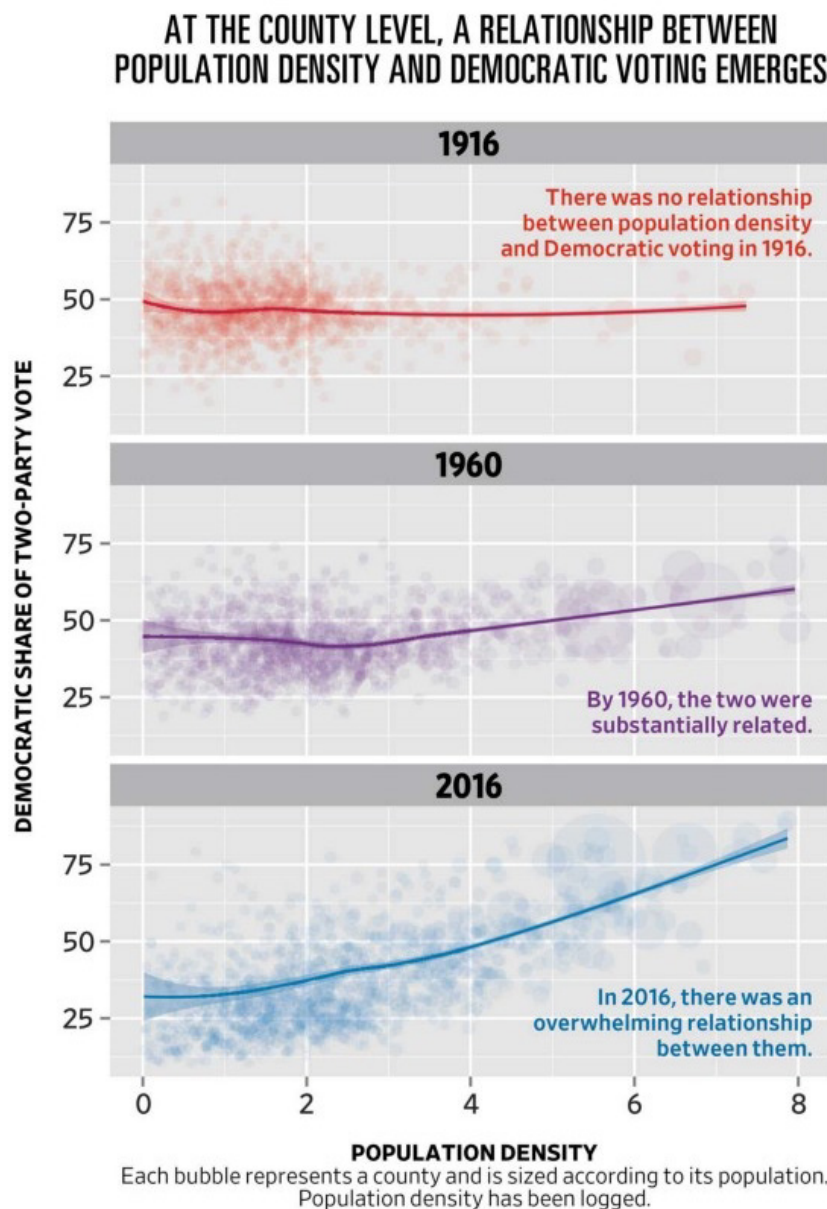 AT THE COUNTY LEVEL, A RELATIONSHIP BETWEEN
POPULATION DENSITY AND DEMOCRATIC VOTING EMERGES
DEMOCRATIC SHARE OF TWO-PARTY VOTE
1916
There was no relationship
between population density
and Democratic voting in 1916.
75
50
25
1960
75
50
25
By 1960, the two were
substantially related.
2016
75
50
25
In 2016, there was an
overwhelming relationship
between them.
0 2 4 6 8
POPULATION DENSITY
Each bubble represents a county and is sized according to its population.
Population density has been logged.